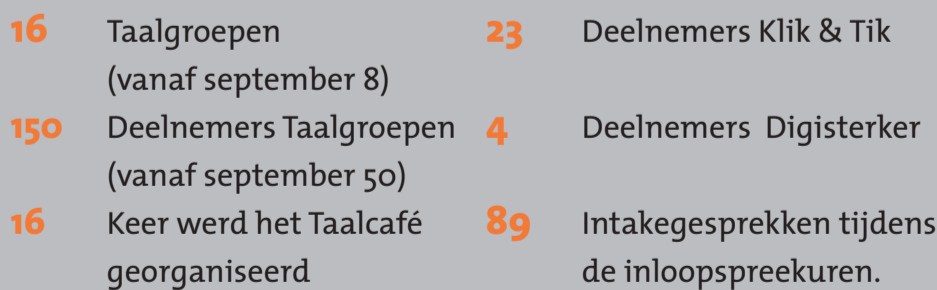 16 Taalgroepen
(vanaf september 8)
150 Deelnemers Taalgroepen
(vanaf september 50)
16 Keer werd het Taalcafé
georganiseerd
23 Deelnemers Klik & Tik
4 Deelnemers Digisterker
89 Intakegesprekken tijdens
de inloopspreekuren.